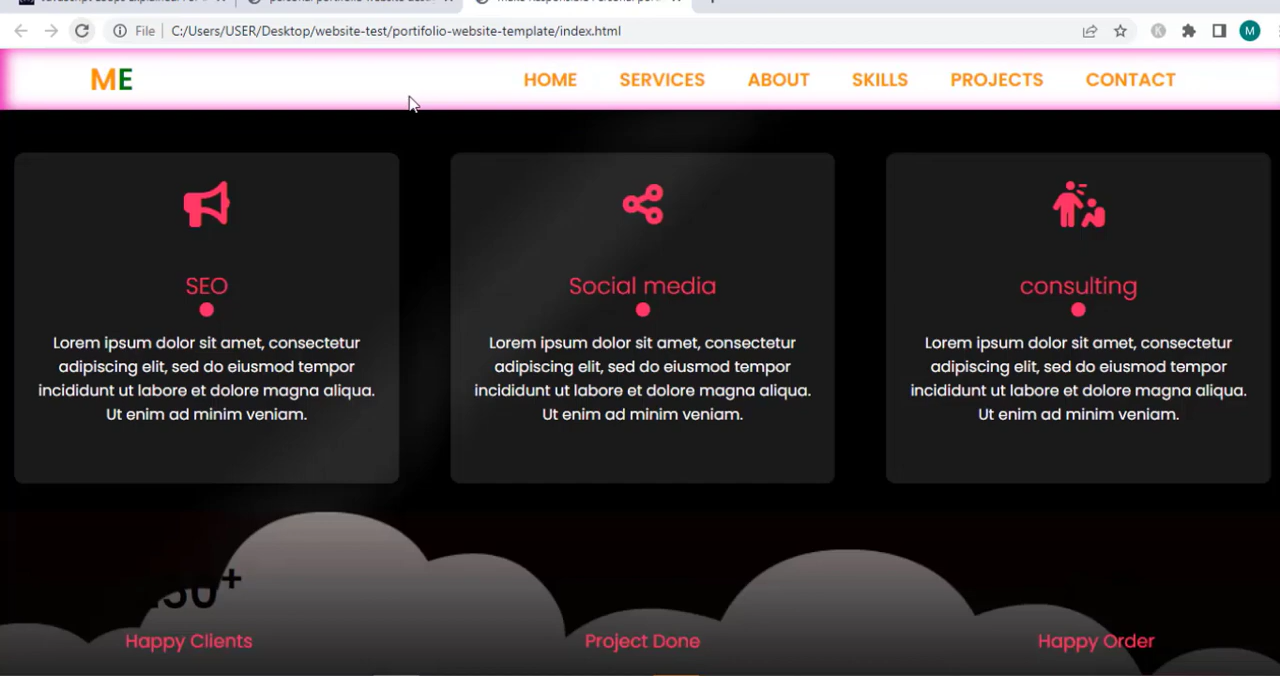 File C:/Users/USER/Desktop/website-test/portifolio-website-template/index.html
M
ME HOME SERVICES ABOUT SKILLS PROJECTS CONTACT
SEO
Lorem ipsum dolor sit amet, consectetur
adipiscing elit, sed do eiusmod tempor
incididunt ut labore et dolore magna aliqua.
Ut enim ad minim veniam.
Social media
Lorem ipsum dolor sit amet, consectetur
adipiscing elit, sed do eiusmod tempor
incididunt ut labore et dolore magna aliqua.
Ut enim ad minim veniam.
consulting
Lorem ipsum dolor sit amet, consectetur
adipiscing elit, sed do eiusmod tempor
incididunt ut labore et dolore magna aliqua.
Ut enim ad minim veniam.
Happy Clients
Project Done
Happy Order